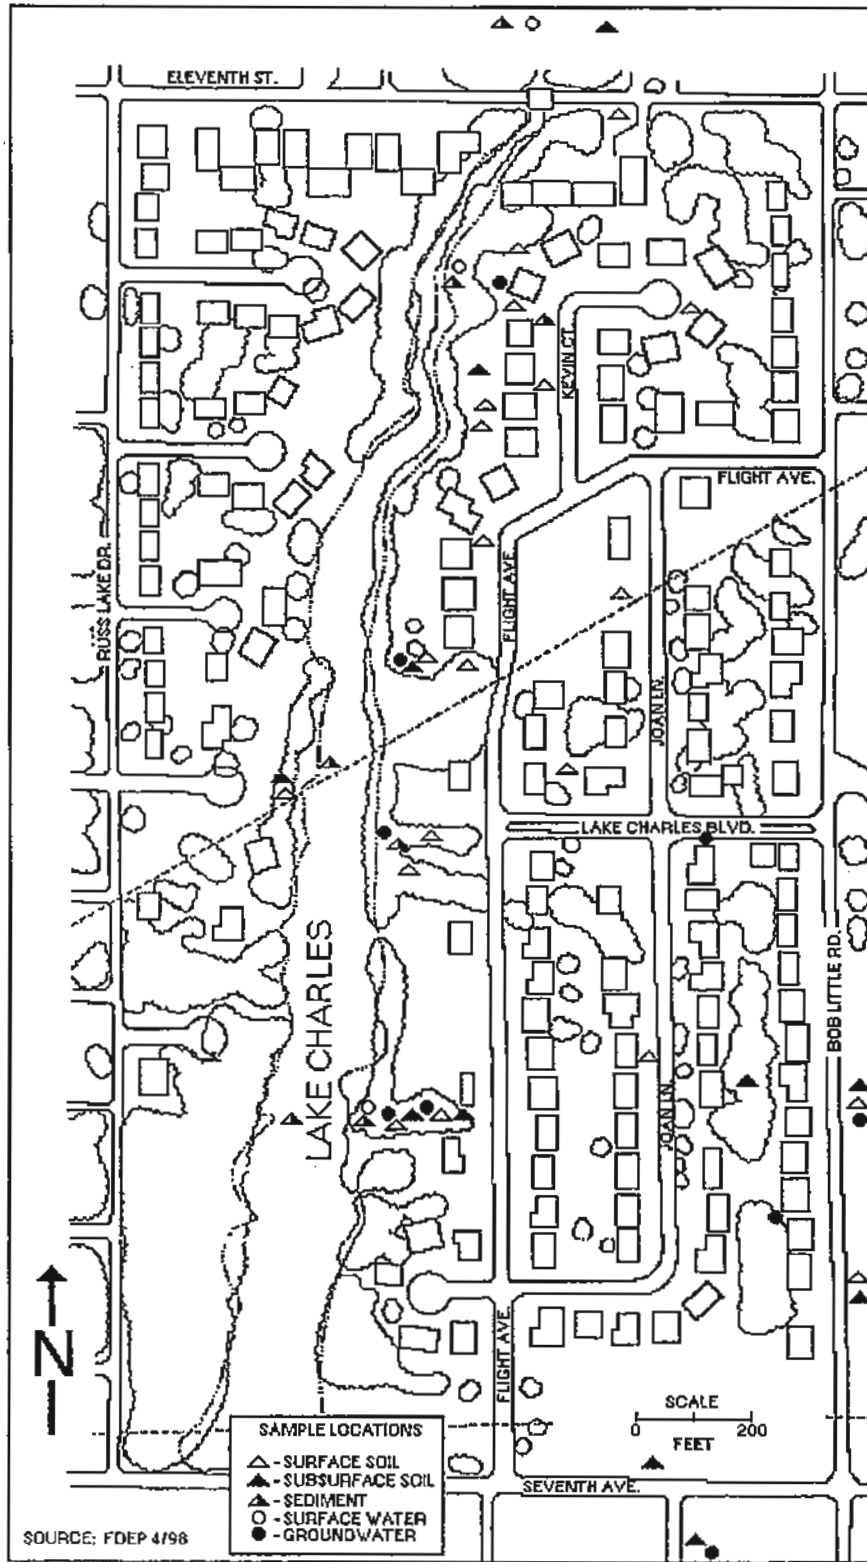 ELEVENTH ST.
KEVIN CT.
FLIGHT AVE.
RUSS LAKE DR.
FLIGHT AVE.
JOAN LN.
LAKE CHARLES BLVD.
LAKE CHARLES
BOB LITTLE RD.
JOAN LN.
N
FLIGHT AVE.
SCALE
0 200
FEET
SAMPLE LOCATIONS
- SURFACE SOIL
- SUBSURFACE SOIL
- SEDIMENT
- SURFACE WATER
- GROUNDWATER
SEVENTH AVE.
SOURCE: FDEP 4/98